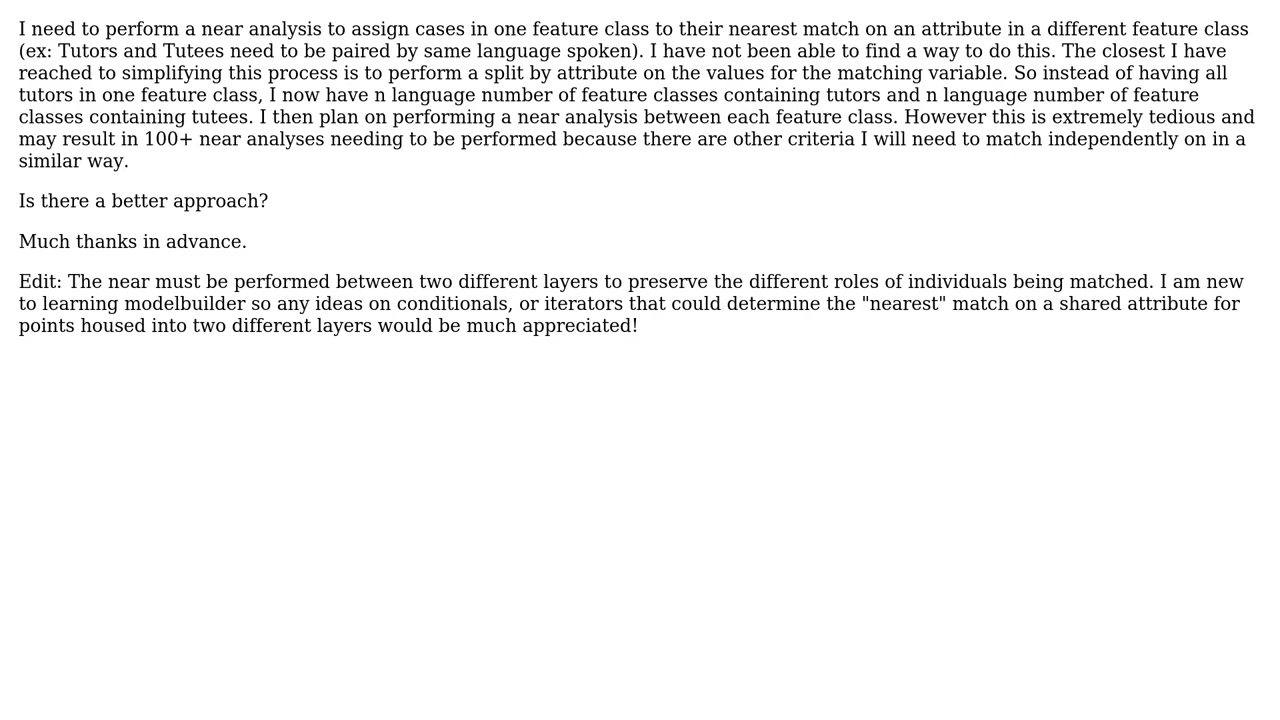 I need to perform a near analysis to assign cases in one feature class to their nearest match on an attribute in a different feature class
(ex: Tutors and Tutees need to be paired by same language spoken). I have not been able to find a way to do this. The closest I have
reached to simplifying this process is to perform a split by attribute on the values for the matching variable. So instead of having all
tutors in one feature class, I now have n language number of feature classes containing tutors and n language number of feature
classes containing tutees. I then plan on performing a near analysis between each feature class. However this is extremely tedious and
may result in 100+ near analyses needing to be performed because there are other criteria I will need to match independently on in a
similar way.
Is there a better approach?
Much thanks in advance.
Edit: The near must be performed between two different layers to preserve the different roles of individuals being matched. I am new
to learning modelbuilder so any ideas on conditionals, or iterators that could determine the "nearest" match on a shared attribute for
points housed into two different layers would be much appreciated!